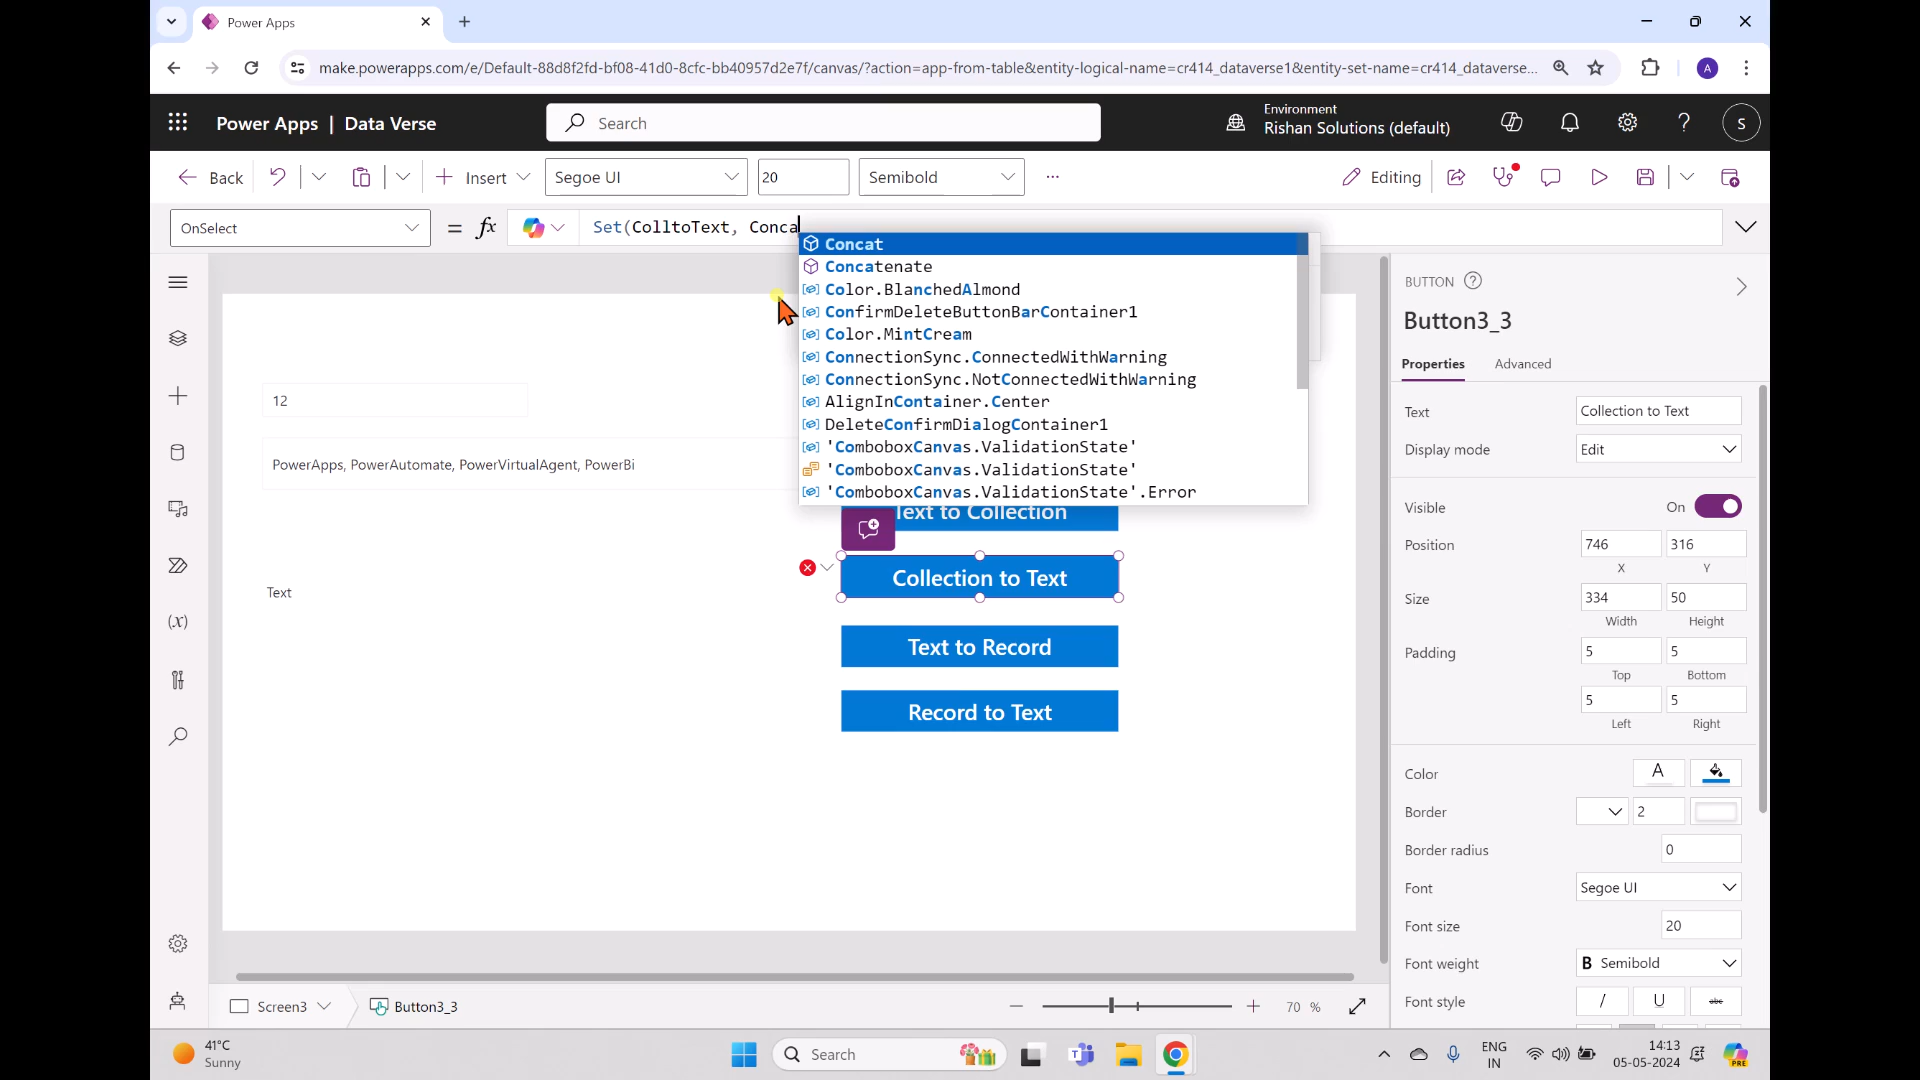 Power Apps
make.powerapps.com/e/Default-88d8f2fd-bf08-41d0-8cfc-bb40957d2e7f/canvas/?action=app-from-table&entity-logical-name=cr414_dataverse1&entity-set-name=cr414_dataverse...
A
Power Apps | Data Verse
Search
Environment
Rishan Solutions (default)
?
S
Back
Insert
Segoe UI
20
Semibold
...
Editing
OnSelect
= fx
Set(ColltoText, Conca
Concat
Concatenate
Color.BlanchedAlmond
ConfirmDeleteButtonBarContainer1
Color.MintCream
ConnectionSync.ConnectedWithWarning
ConnectionSync.NotConnectedWithWarning
AlignInContainer.Center
DeleteConfirmDialogContainer1
'ComboboxCanvas.ValidationState'
'ComboboxCanvas.ValidationState'
'ComboboxCanvas.ValidationState'.Error
12
PowerApps, PowerAutomate, PowerVirtualAgent, PowerBi
Text
Text to Collection
Collection to Text
Text to Record
Record to Text
BUTTON ?
Button3_3
Properties
Advanced
Text
Collection to Text
Display mode
Edit
Visible
On
Position
746
316
X
Y
Size
334
50
Width
Height
Padding
5
5
Top
Bottom
5
5
Left
Right
Color
A
Border
2
Border radius
0
Font
Segoe UI
Font size
20
Font weight
B Semibold
Font style
/
U
abc
(x)
Screen3
Button3_3
70 %
41°C
Sunny
Search
ENG
IN
14:13
05-05-2024
PRE